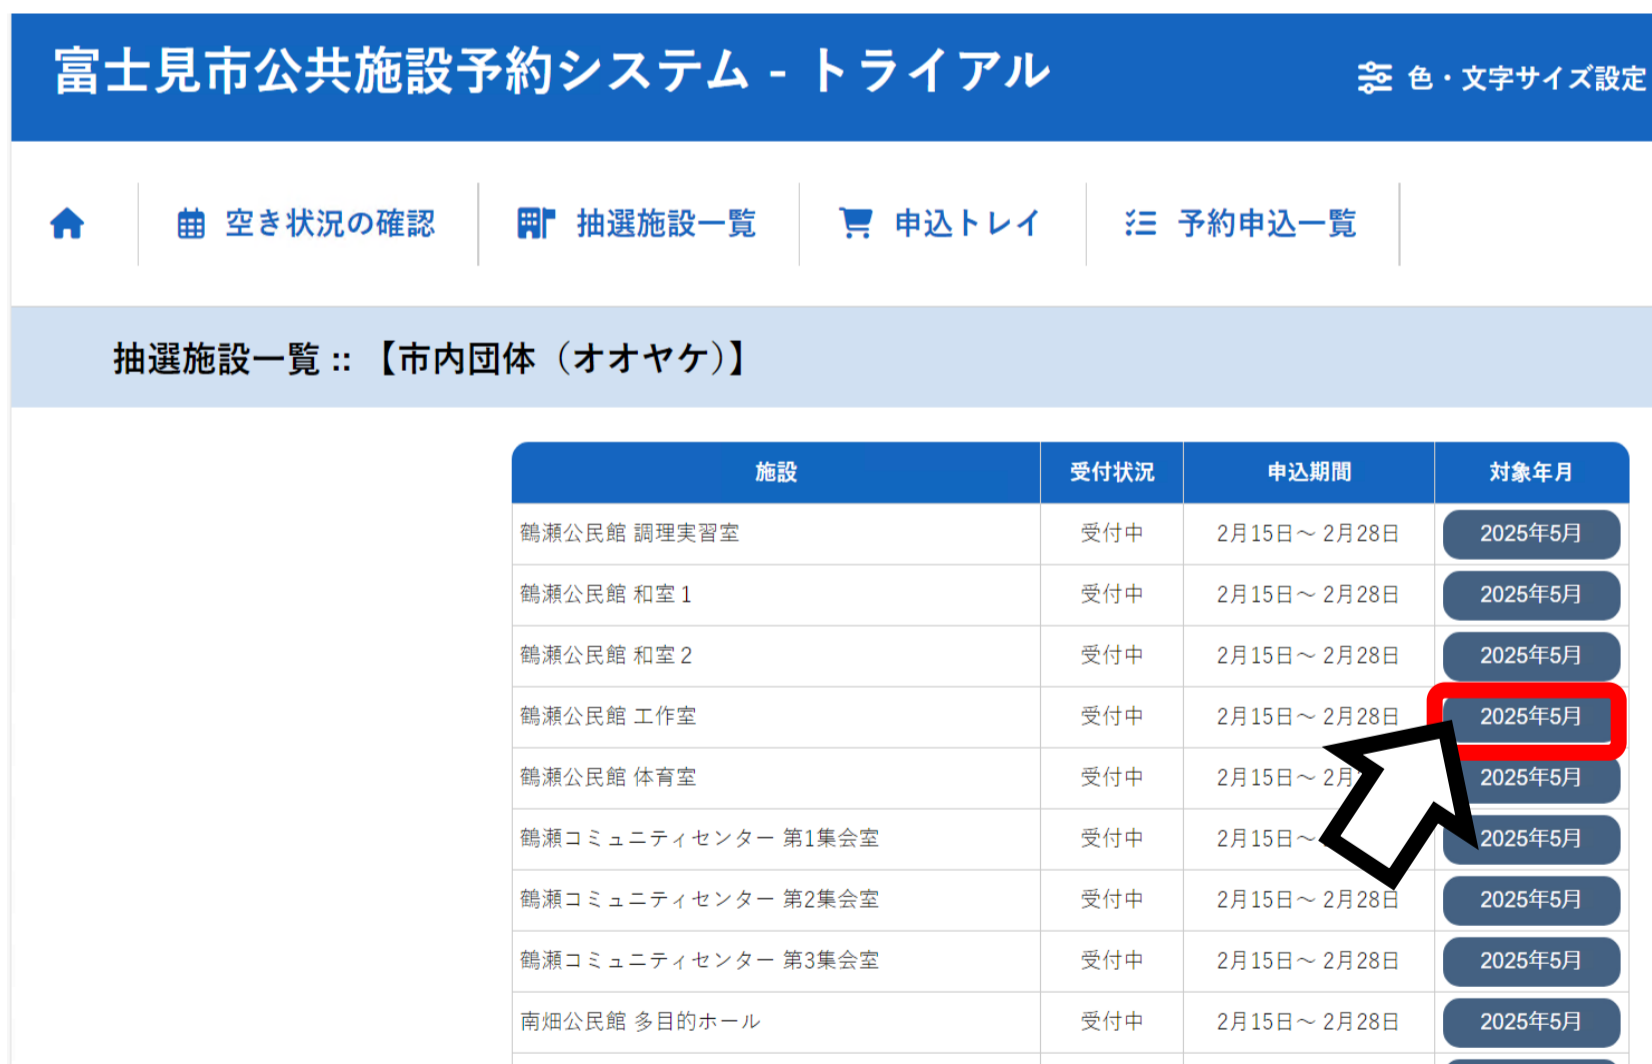 富士見市公共施設予約システム - トライアル
色・文字サイズ設定
空き状況の確認
抽選施設一覧
申込トレイ
予約申込一覧
抽選施設一覧 :: 【市内団体（オオヤケ）】
施設 受付状況 申込期間 対象年月
鶴瀬公民館 調理実習室 受付中 2月15日～ 2月28日 2025年5月
鶴瀬公民館 和室１ 受付中 2月15日～ 2月28日 2025年5月
鶴瀬公民館 和室２ 受付中 2月15日～ 2月28日 2025年5月
鶴瀬公民館 工作室 受付中 2月15日～ 2月28日 2025年5月
鶴瀬公民館 体育室 受付中 2月15日～ 2月 2025年5月
鶴瀬コミュニティセンター 第1集会室 受付中 2月15日～ 2025年5月
鶴瀬コミュニティセンター 第2集会室 受付中 2月15日～ 2月28日 2025年5月
鶴瀬コミュニティセンター 第3集会室 受付中 2月15日～ 2月28日 2025年5月
南畑公民館 多目的ホール 受付中 2月15日～ 2月28日 2025年5月